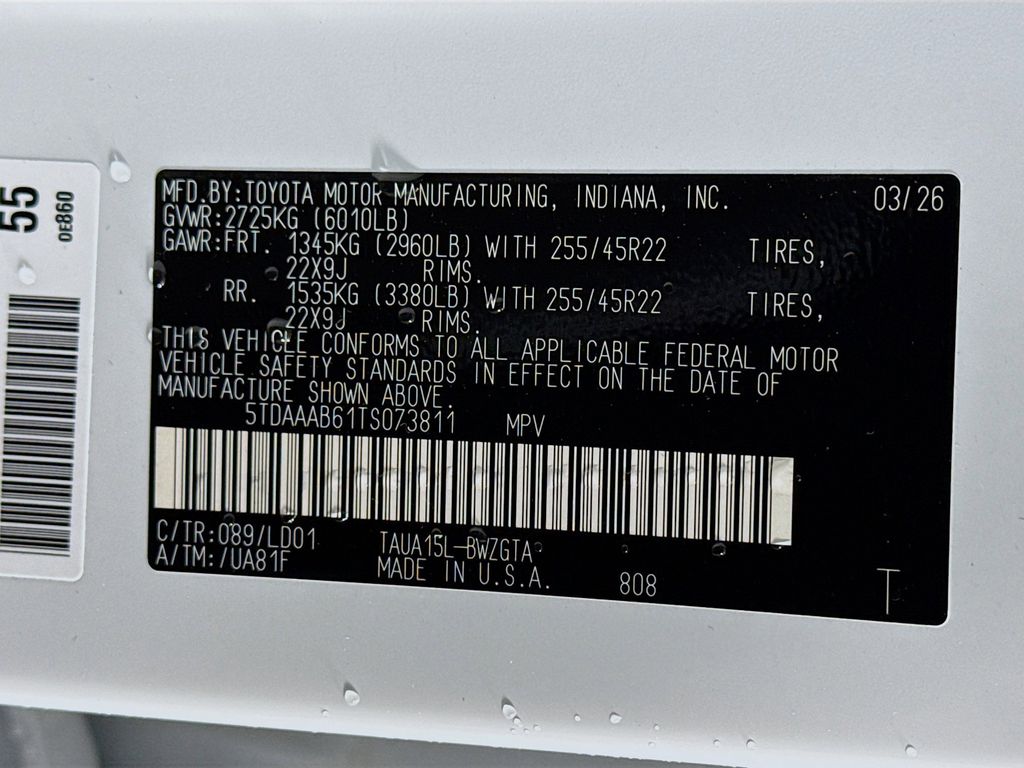 55
0E860
MFD.BY:TOYOTA MOTOR MANUFACTURING, INDIANA, INC. 03/26
GVWR:2725KG (6010LB)
GAWR:FRT. 1345KG (2960LB) WITH 255/45R22 TIRES,
22X9J RIMS.
RR. 1535KG (3380LB) WITH 255/45R22 TIRES,
22X9J RIMS.
THIS VEHICLE CONFORMS TO ALL APPLICABLE FEDERAL MOTOR
VEHICLE SAFETY STANDARDS IN EFFECT ON THE DATE OF
MANUFACTURE SHOWN ABOVE.
5TDAAAB61TS073811 MPV
C/TR:089/LD01 TAUA15L-BWZGTA
A/TM:/UA81F MADE IN U.S.A. 808 T